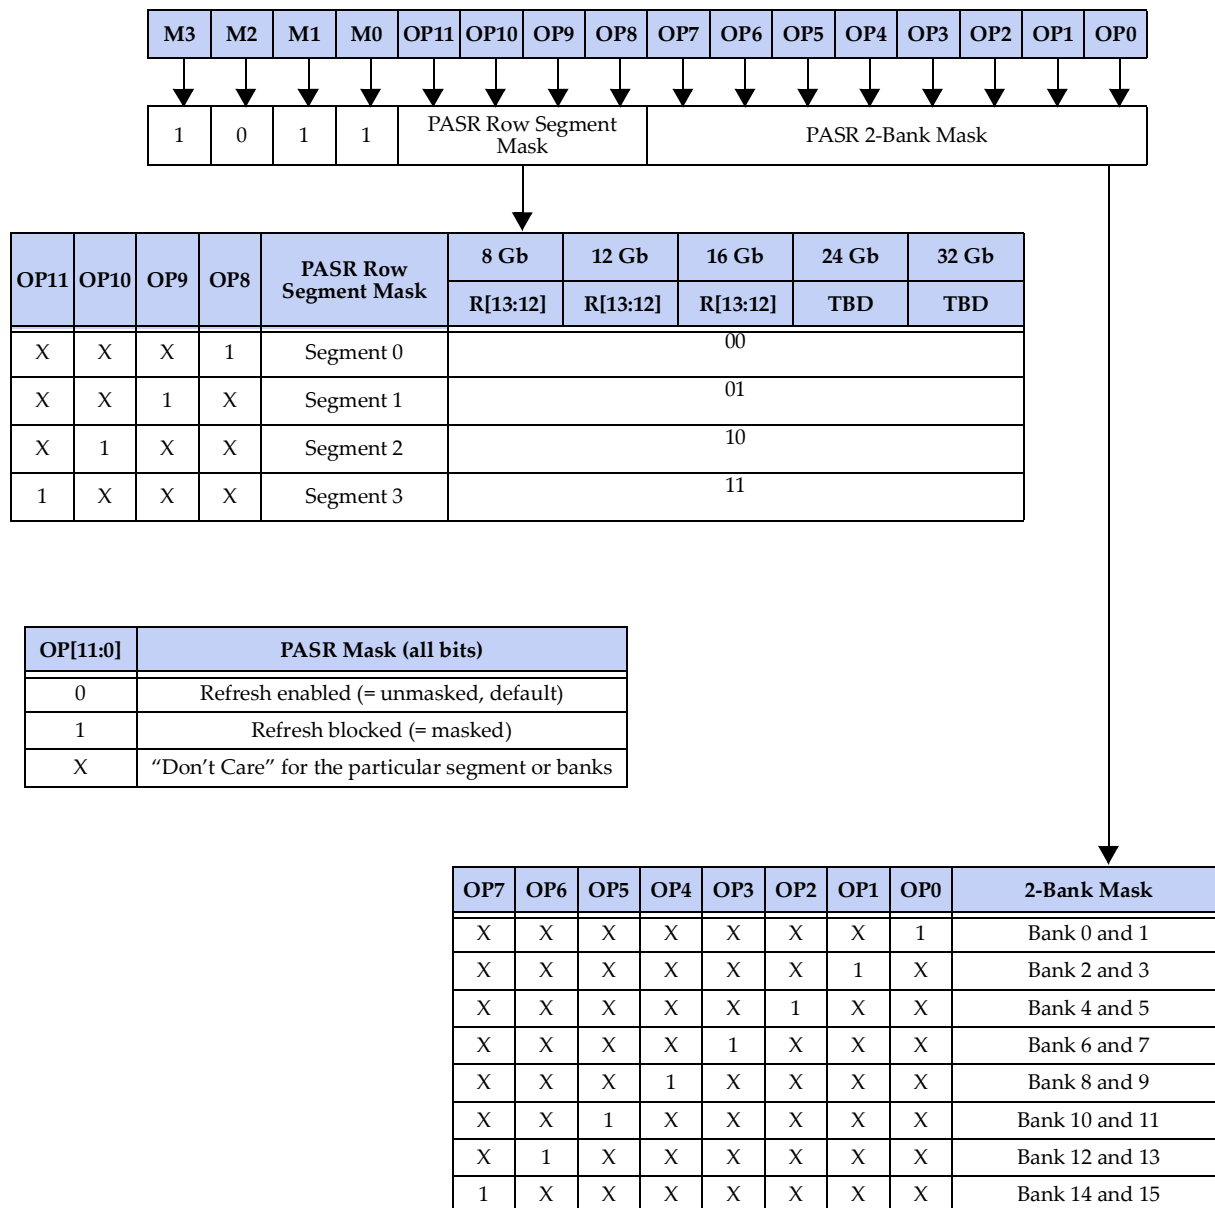 M3 M2 M1 M0 OP11 OP10 OP9 OP8 OP7 OP6 OP5 OP4 OP3 OP2 OP1 OP0
1 0 1 1 PASR Row Segment Mask PASR 2-Bank Mask
OP11 OP10 OP9 OP8 PASR Row Segment Mask 8 Gb 12 Gb 16 Gb 24 Gb 32 Gb
R[13:12] R[13:12] R[13:12] TBD TBD
X X X 1 Segment 0 00
X X 1 X Segment 1 01
X 1 X X Segment 2 10
1 X X X Segment 3 11
OP[11:0] PASR Mask (all bits)
0 Refresh enabled (= unmasked, default)
1 Refresh blocked (= masked)
X “Don’t Care” for the particular segment or banks
OP7 OP6 OP5 OP4 OP3 OP2 OP1 OP0 2-Bank Mask
X X X X X X X 1 Bank 0 and 1
X X X X X X 1 X Bank 2 and 3
X X X X X 1 X X Bank 4 and 5
X X X X 1 X X X Bank 6 and 7
X X X 1 X X X X Bank 8 and 9
X X 1 X X X X X Bank 10 and 11
X 1 X X X X X X Bank 12 and 13
1 X X X X X X X Bank 14 and 15